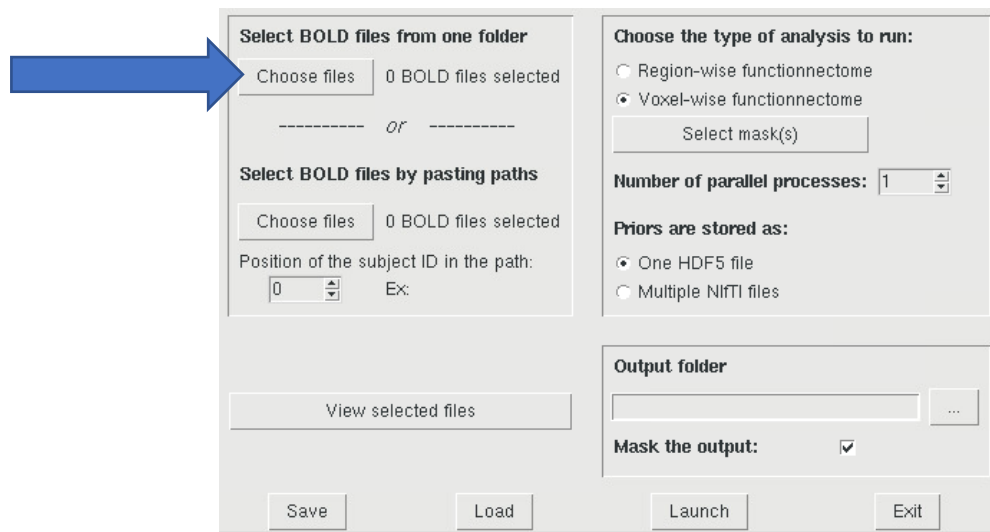 Select BOLD files from one folder
Choose files 0 BOLD files selected
---------- or ----------
Select BOLD files by pasting paths
Choose files 0 BOLD files selected
Position of the subject ID in the path:
0 Ex:
View selected files
Choose the type of analysis to run:
Region-wise functionnectome
Voxel-wise functionnectome
Select mask(s)
Number of parallel processes: 1
Priors are stored as:
One HDF5 file
Multiple NIfTI files
Output folder
...
Mask the output:
Save Load Launch Exit